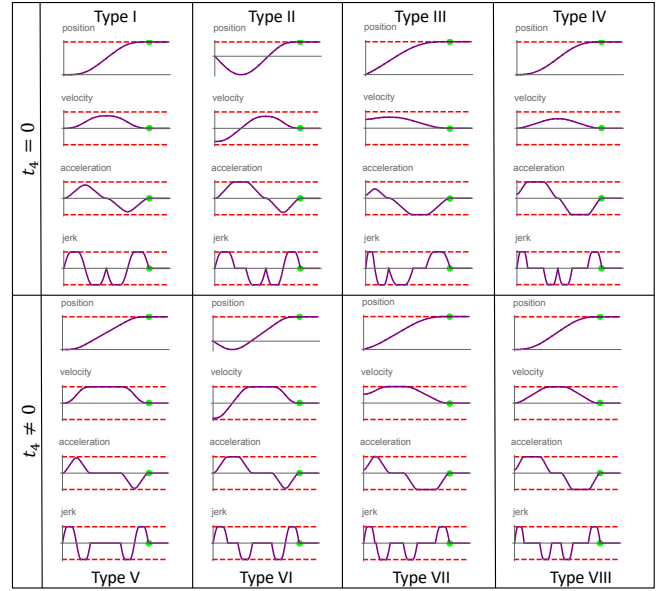 Type I Type II Type III Type IV
position position position position
velocity velocity velocity velocity
acceleration acceleration acceleration acceleration
jerk jerk jerk jerk
t₄ = 0
position position position position
velocity velocity velocity velocity
acceleration acceleration acceleration acceleration
jerk jerk jerk jerk
t₄ ≠ 0
Type V Type VI Type VII Type VIII